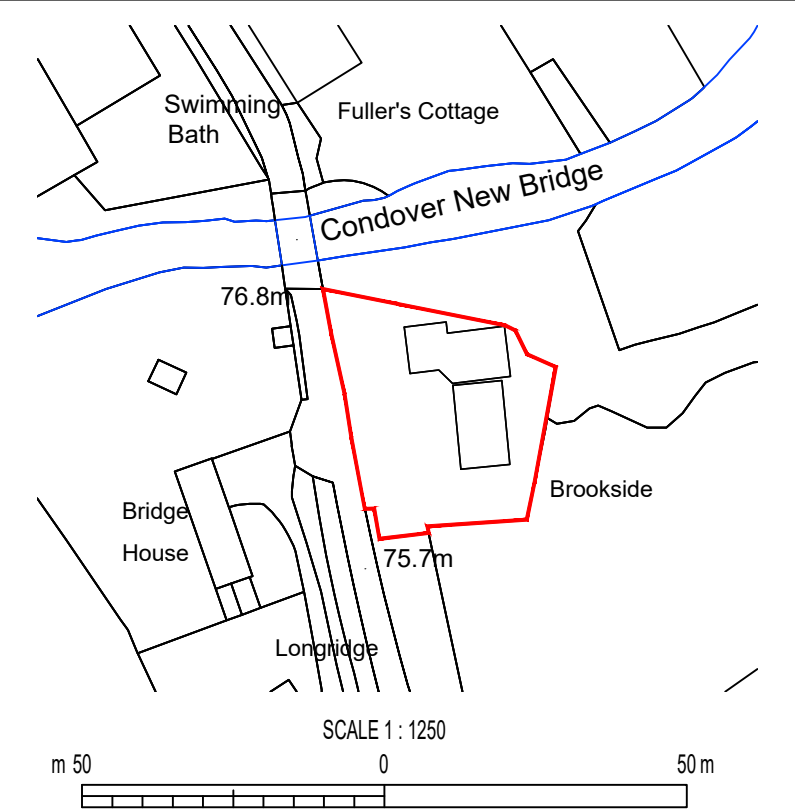 Swimming
Bath
Fuller's Cottage
Condover New Bridge
76.8m
Brookside
Bridge
House
75.7m
Longridge
SCALE 1 : 1250
m 50 0 50 m